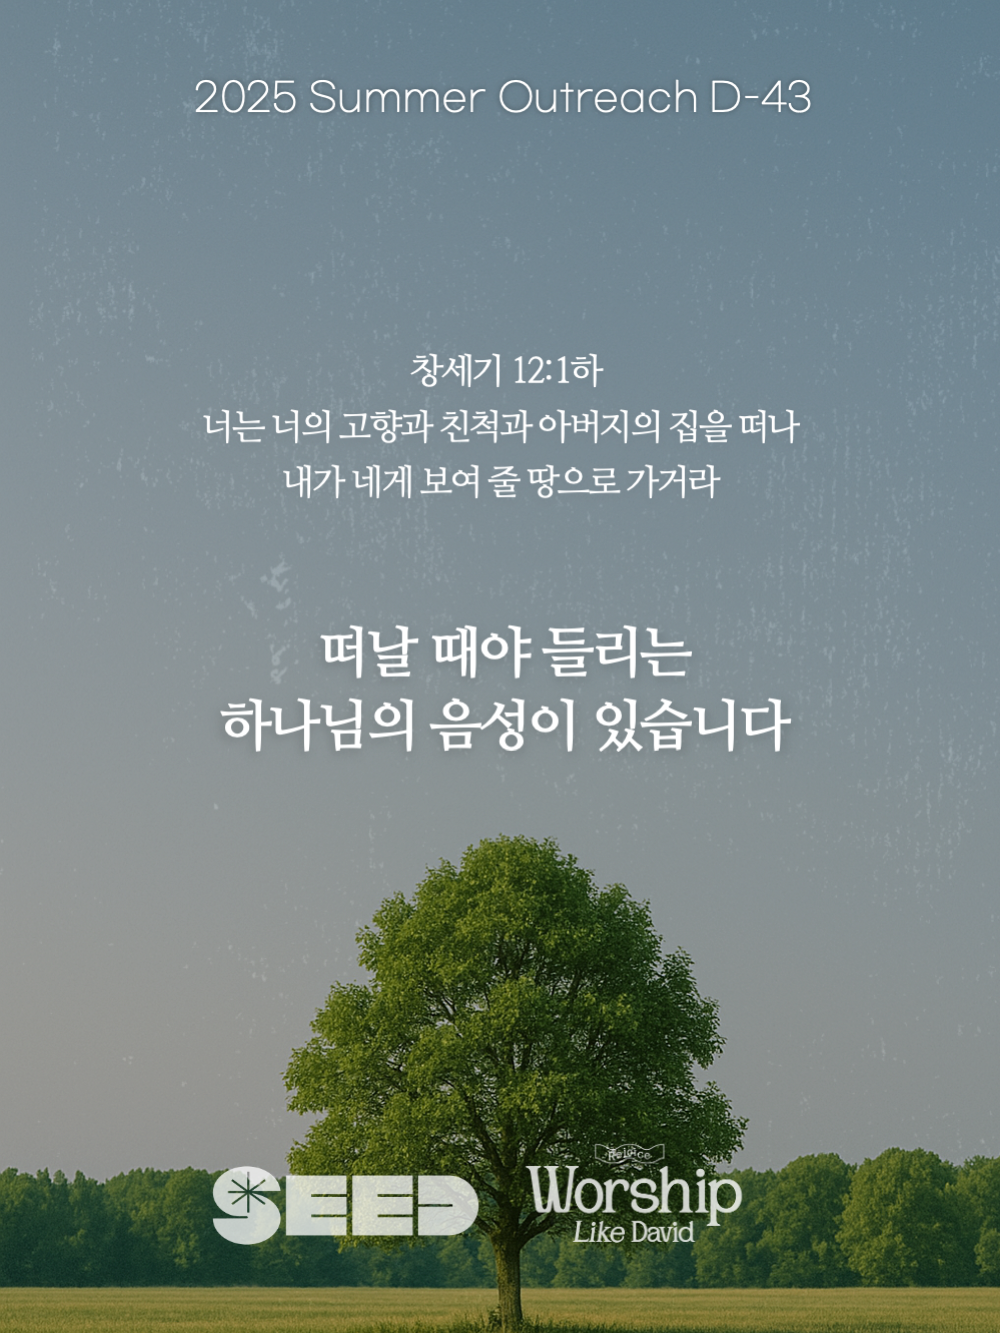 2025 Summer Outreach D-43
창세기 12:1하
너는 너의 고향과 친척과 아버지의 집을 떠나
내가 네게 보여 줄 땅으로 가거라
떠날 때야 들리는
하나님의 음성이 있습니다
SEED
Rejoice
Worship
Like David